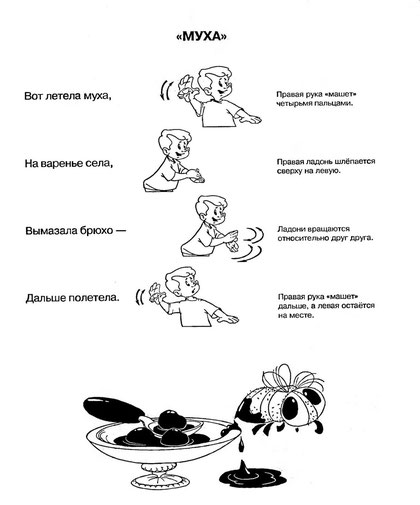 «МУХА»
Вот летела муха,
Правая рука «машет»
четырьмя пальцами.
На варенье села,
Правая ладонь шлёпается
сверху на левую.
Вымазала брюхо —
Ладони вращаются
относительно друг друга.
Дальше полетела.
Правая рука «машет»
дальше, а левая остаётся
на месте.